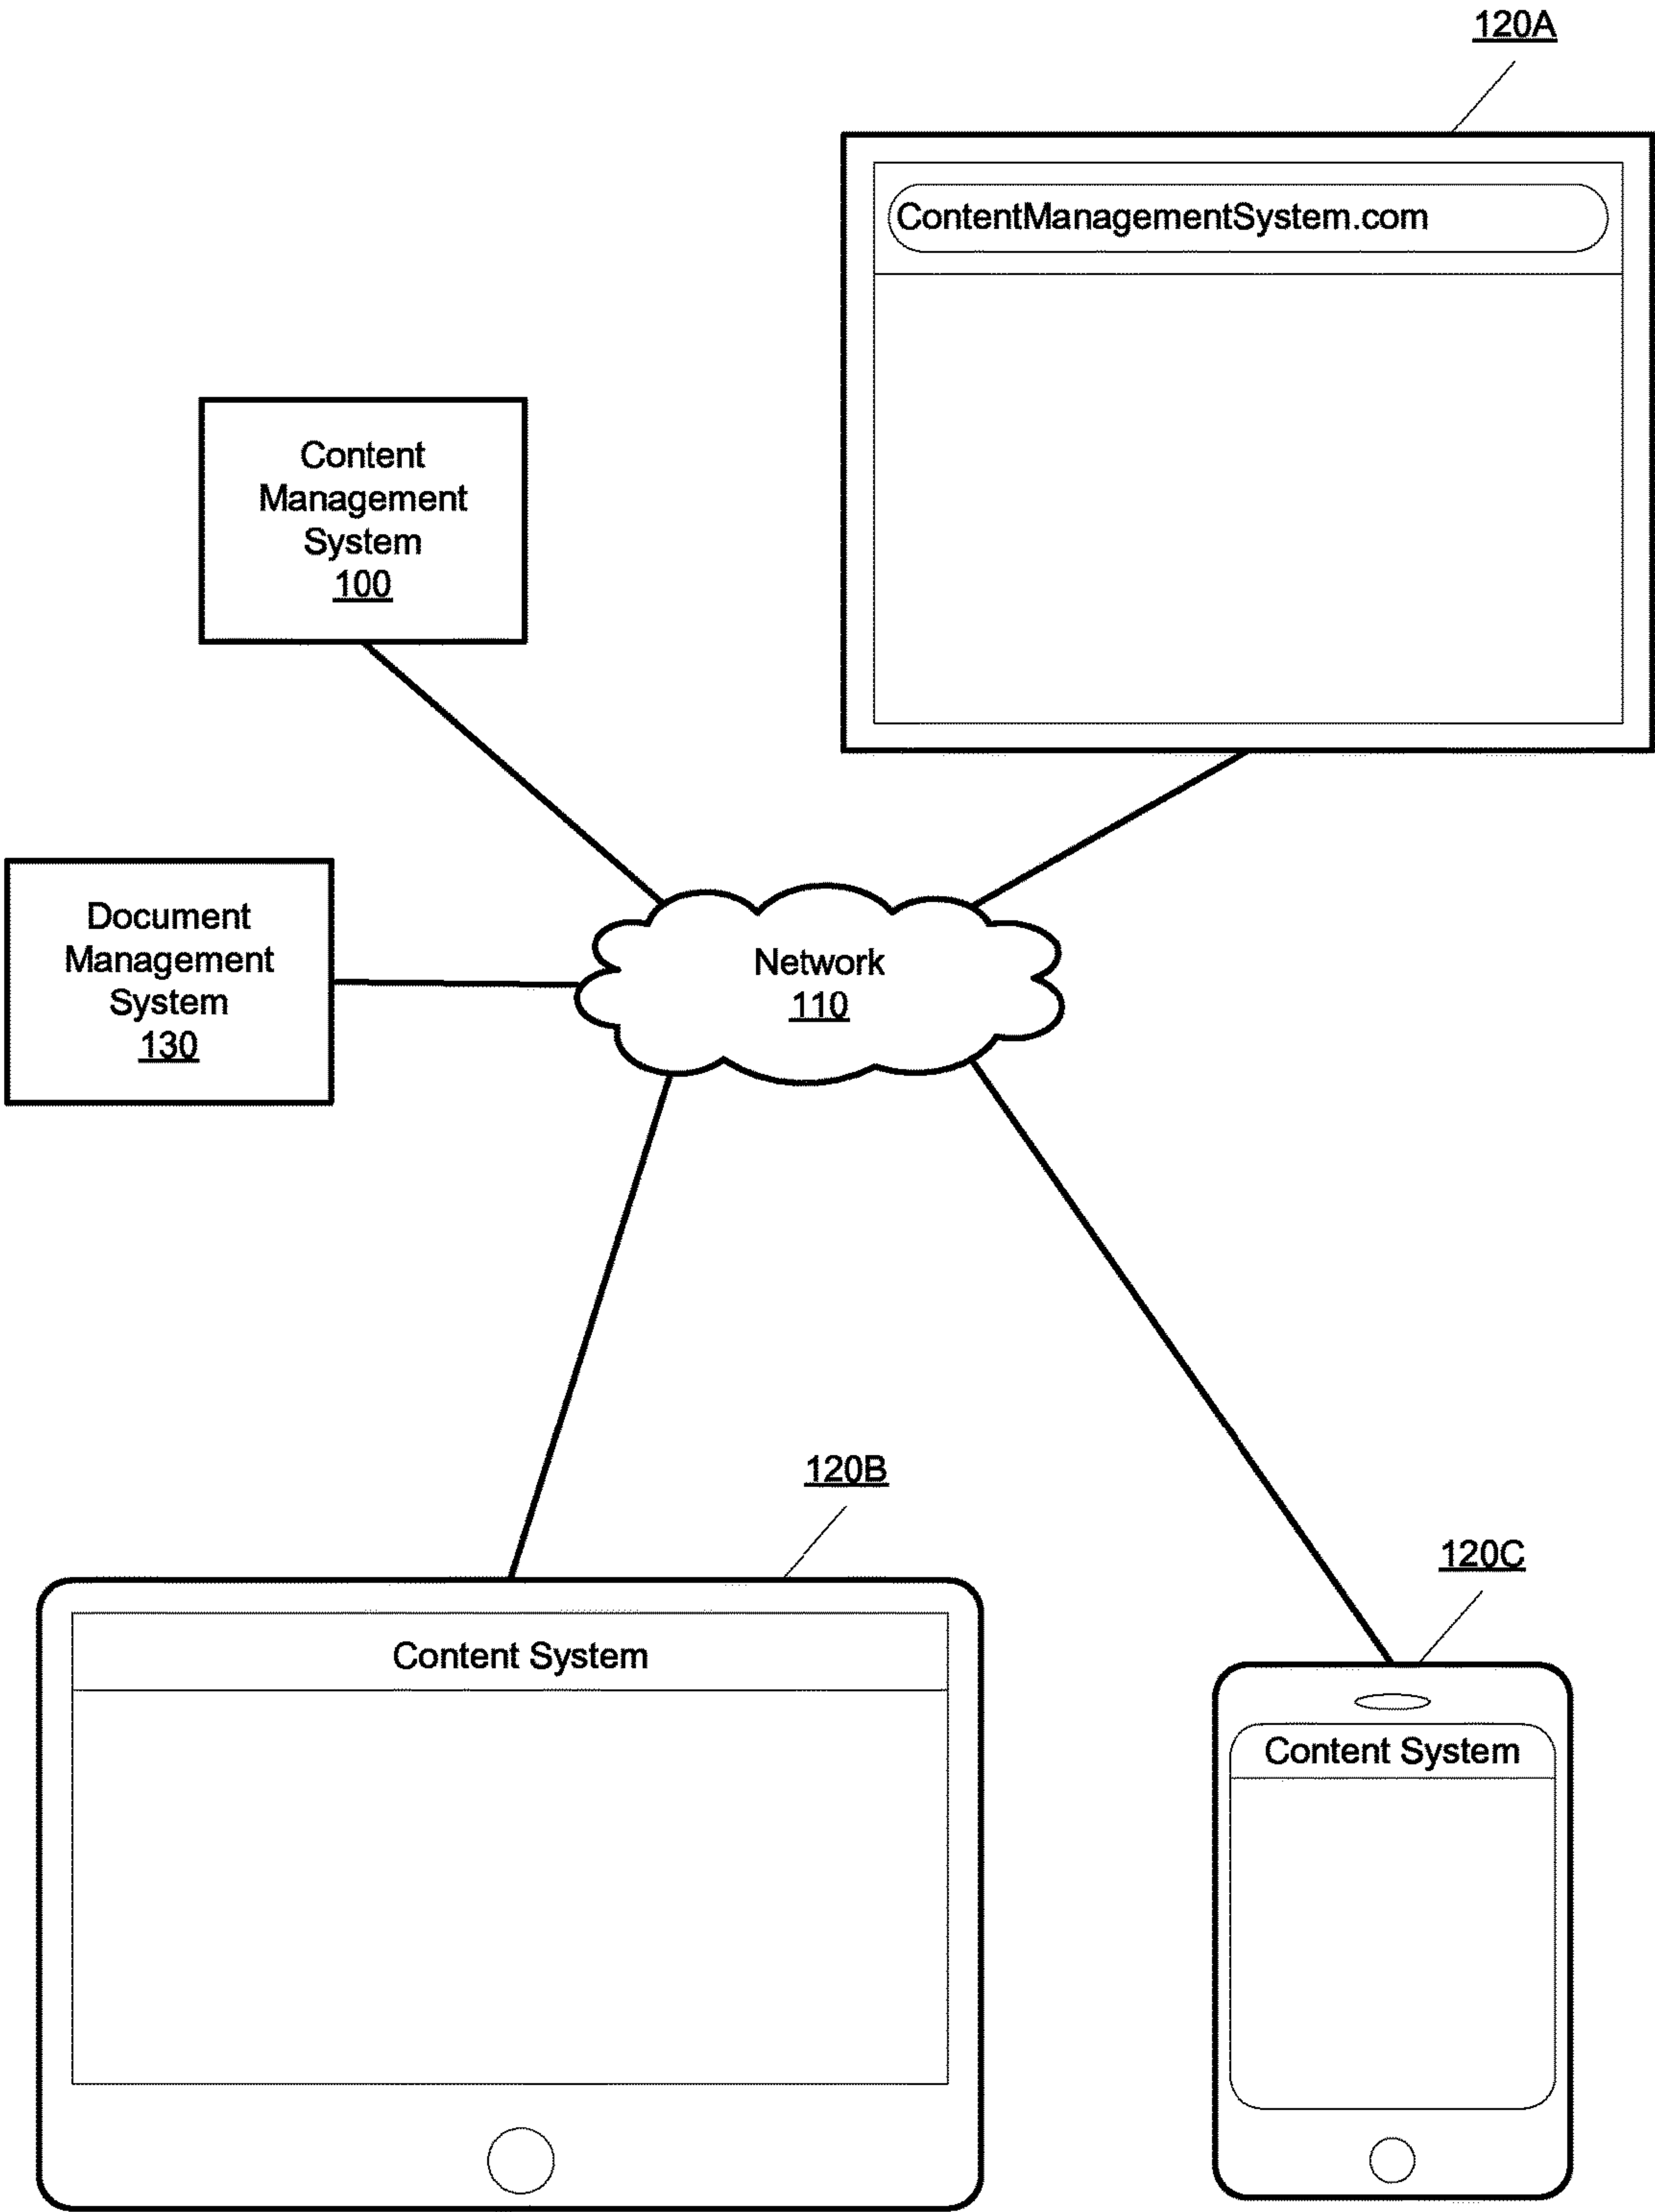 120A
ContentManagementSystem.com
Content
Management
System
100
Document
Management
System
130
Network
110
120B
Content System
120C
Content System